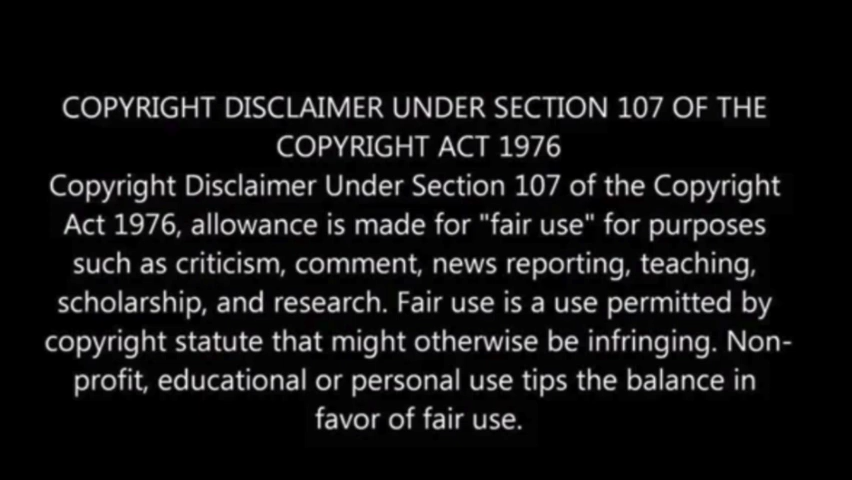 COPYRIGHT DISCLAIMER UNDER SECTION 107 OF THE
COPYRIGHT ACT 1976
Copyright Disclaimer Under Section 107 of the Copyright
Act 1976, allowance is made for "fair use" for purposes
such as criticism, comment, news reporting, teaching,
scholarship, and research. Fair use is a use permitted by
copyright statute that might otherwise be infringing. Non-
profit, educational or personal use tips the balance in
favor of fair use.